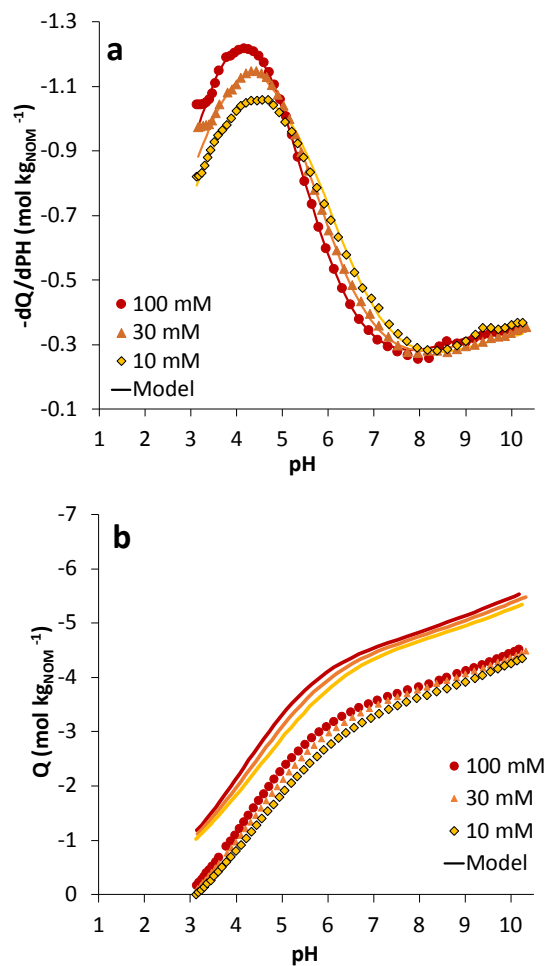 a
-dQ/dPH (mol kg_NOM ⁻¹)
-1.3
-1.1
-0.9
-0.7
-0.5
-0.3
-0.1
100 mM
30 mM
10 mM
Model
1 2 3 4 5 6 7 8 9 10
pH
b
Q (mol kg_NOM ⁻¹)
-7
-6
-5
-4
-3
-2
-1
0
100 mM
30 mM
10 mM
Model
1 2 3 4 5 6 7 8 9 10
pH